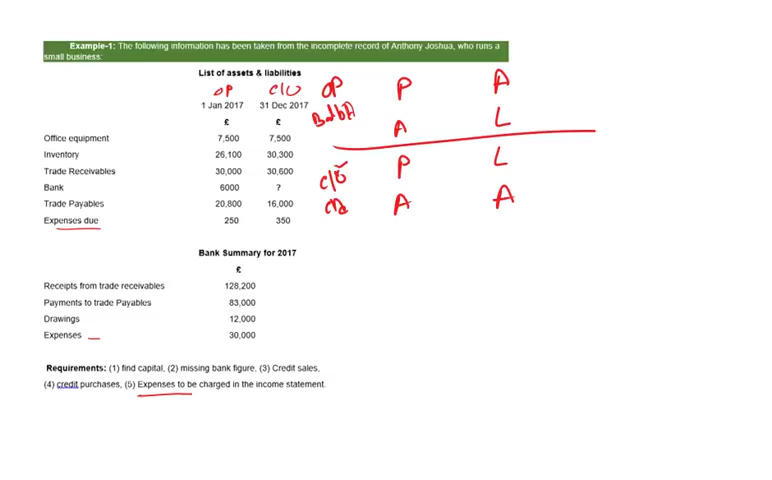 Example-1: The following information has been taken from the incomplete record of Anthony Joshua, who runs a
small business:
List of assets & liabilities
OP C/U OP P A
1 Jan 2017 31 Dec 2017
£ £ A L
Office equipment 7,500 7,500
Inventory 26,100 30,300
Trade Receivables 30,000 30,600 P L
Bank 6000 ?
Trade Payables 20,800 16,000 A A
Expenses due 250 350
Bank Summary for 2017
£
Receipts from trade receivables 128,200
Payments to trade Payables 83,000
Drawings 12,000
Expenses 30,000
Requirements: (1) find capital, (2) missing bank figure, (3) Credit sales,
(4) credit purchases, (5) Expenses to be charged in the income statement.